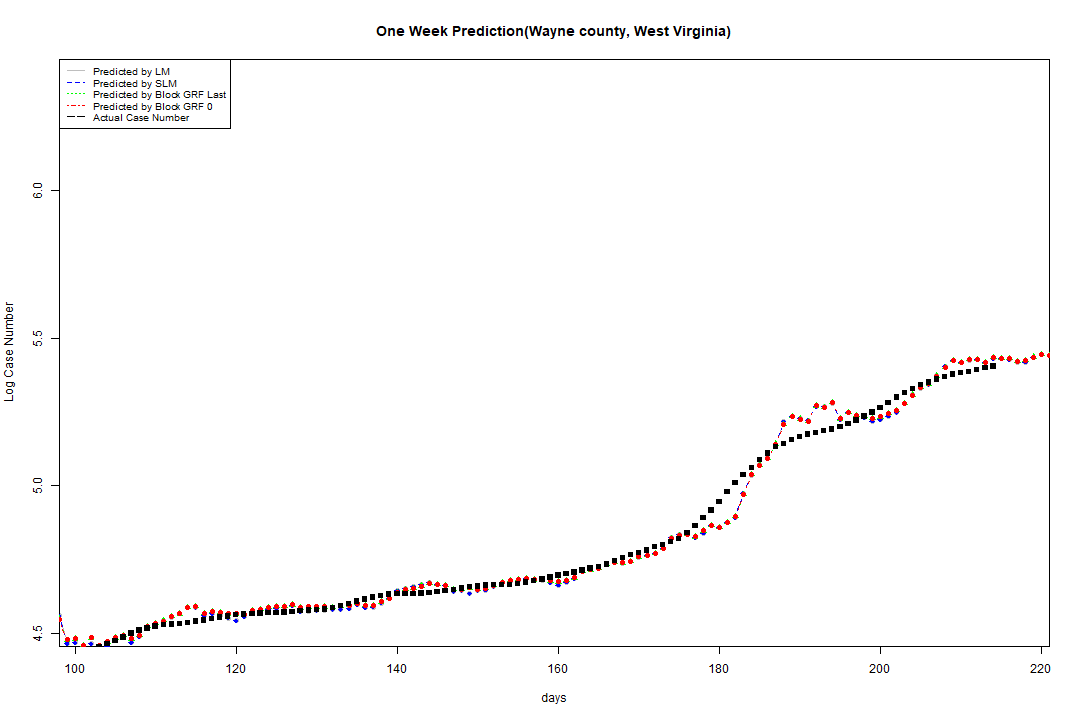 One Week Prediction(Wayne county, West Virginia)
Predicted by LM
Predicted by SLM
Predicted by Block GRF Last
Predicted by Block GRF 0
Actual Case Number
6.0
5.5
5.0
4.5
Log Case Number
100 120 140 160 180 200 220
days